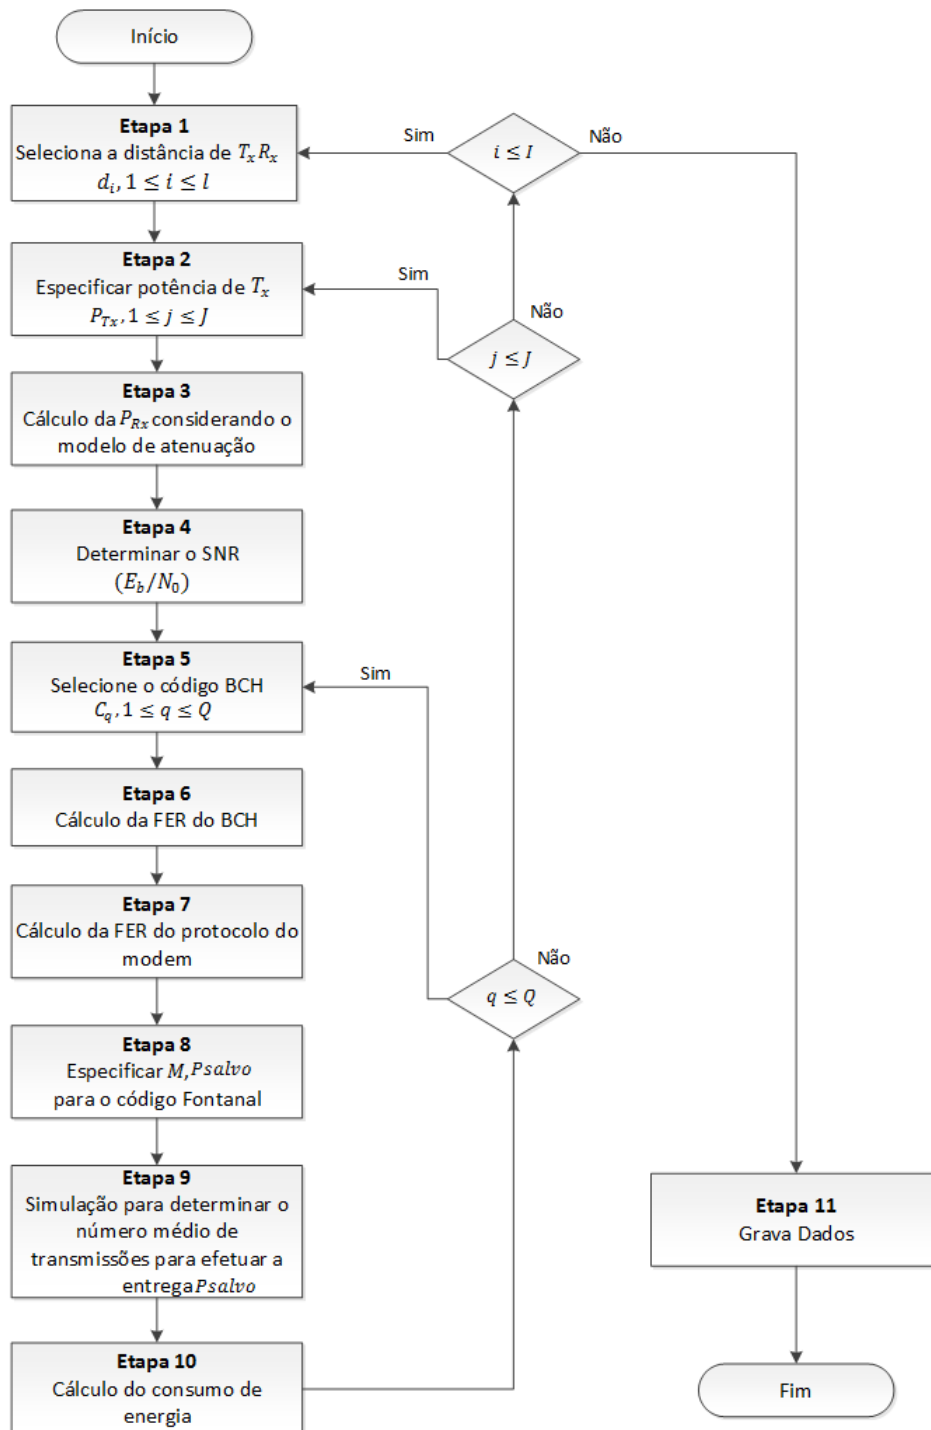 Início
Etapa 1
Seleciona a distância de TₓRₓ
dᵢ, 1 ≤ i ≤ l
Sim
i ≤ I
Não
Etapa 2
Especificar potência de Tₓ
P_Tx, 1 ≤ j ≤ J
Sim
Não
j ≤ J
Etapa 3
Cálculo da P_Rx considerando o
modelo de atenuação
Etapa 4
Determinar o SNR
(E_b/N₀)
Etapa 5
Selecione o código BCH
C_q, 1 ≤ q ≤ Q
Sim
Etapa 6
Cálculo da FER do BCH
Etapa 7
Cálculo da FER do protocolo do
modem
Não
q ≤ Q
Etapa 8
Especificar M, Psalvo
para o código Fontanal
Etapa 9
Simulação para determinar o
número médio de
transmissões para efetuar a
entrega Psalvo
Etapa 10
Cálculo do consumo de
energia
Etapa 11
Grava Dados
Fim